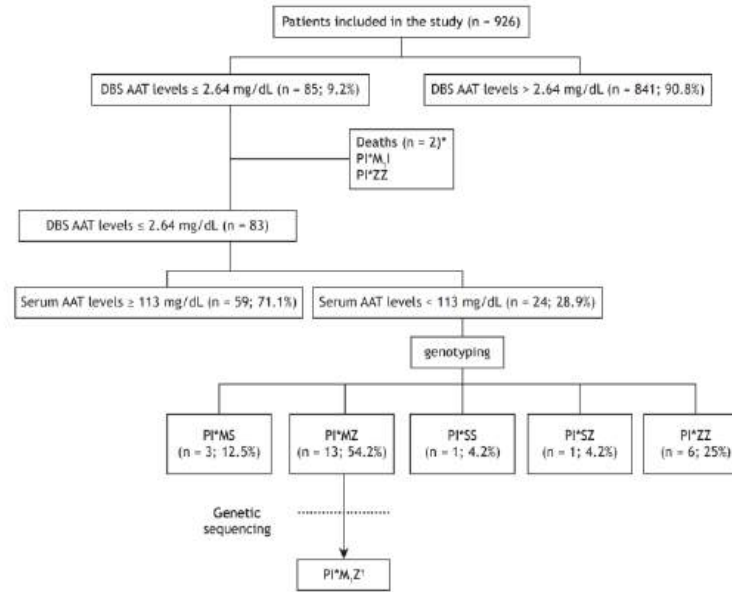 Patients included in the study (n = 926)
DBS AAT levels ≤ 2.64 mg/dL (n = 85; 9.2%)
DBS AAT levels > 2.64 mg/dL (n = 841; 90.8%)
Deaths (n = 2)*
PI*M₁I
PI*ZZ
DBS AAT levels ≤ 2.64 mg/dL (n = 83)
Serum AAT levels ≥ 113 mg/dL (n = 59; 71.1%)
Serum AAT levels < 113 mg/dL (n = 24; 28.9%)
genotyping
PI*MS
(n = 3; 12.5%)
PI*MZ
(n = 13; 54.2%)
PI*SS
(n = 1; 4.2%)
PI*SZ
(n = 1; 4.2%)
PI*ZZ
(n = 6; 25%)
Genetic
sequencing
PI*M₁Z†